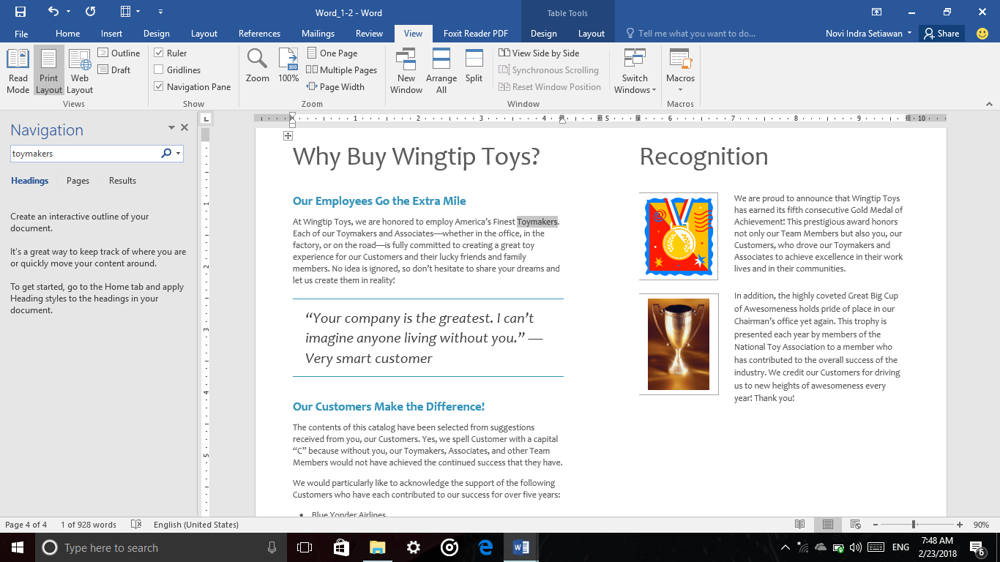 Word_1-2 - Word
Table Tools
File
Home
Insert
Design
Layout
References
Mailings
Review
View
Foxit Reader PDF
Design
Layout
Tell me what you want to do...
Novi Indra Setiawan
Share
Read Mode
Print Layout
Web Layout
Outline
Draft
Views
Ruler
Gridlines
Navigation Pane
Show
Zoom
100%
100
One Page
Multiple Pages
Page Width
Zoom
New Window
Arrange All
Split
View Side by Side
Synchronous Scrolling
Reset Window Position
Window
Switch Windows
Macros
Macros
Navigation
toymakers
Headings
Pages
Results
Create an interactive outline of your
document.
It's a great way to keep track of where you are
or quickly move your content around.
To get started, go to the Home tab and apply
Heading styles to the headings in your
document.
L
1 2 3 4 5 6 7 8 9 10
1
2
3
4
5
Why Buy Wingtip Toys?
Our Employees Go the Extra Mile
At Wingtip Toys, we are honored to employ America’s Finest Toymakers.
Each of our Toymakers and Associates—whether in the office, in the
factory, or on the road—is fully committed to creating a great toy
experience for our Customers and their lucky friends and family
members. No idea is ignored, so don’t hesitate to share your dreams and
let us create them in reality!
“Your company is the greatest. I can’t
imagine anyone living without you.” —
Very smart customer
Our Customers Make the Difference!
The contents of this catalog have been selected from suggestions
received from you, our Customers. Yes, we spell Customer with a capital
“C” because without you, our Toymakers, Associates, and other Team
Members would not have achieved the continued success that they have.
We would particularly like to acknowledge the support of the following
Customers who have each contributed to our success for over five years:
• Blue Yonder Airlines
Recognition
We are proud to announce that Wingtip Toys
has earned its fifth consecutive Gold Medal of
Achievement! This prestigious award honors
not only our Team Members but also you, our
Customers, who drove our Toymakers and
Associates to achieve excellence in their work
lives and in their communities.
In addition, the highly coveted Great Big Cup
of Awesomeness holds pride of place in our
Chairman’s office yet again. This trophy is
presented each year by members of the
National Toy Association to a member who
has contributed to the overall success of the
industry. We credit our Customers for driving
us to new heights of awesomeness every
year! Thank you!
Page 4 of 4
1 of 928 words
English (United States)
90%
Type here to search
ENG
7:48 AM
2/23/2018
6